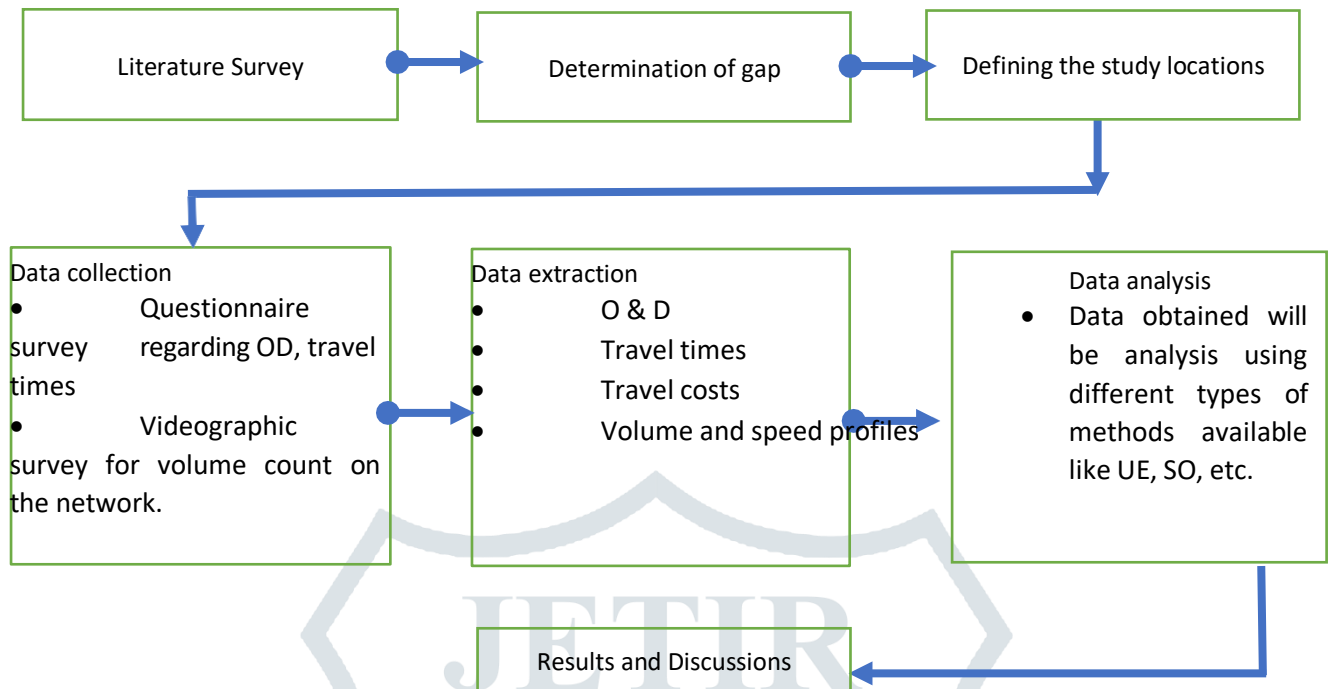 Literature Survey
Determination of gap
Defining the study locations
Data collection
● Questionnaire
survey regarding OD, travel
times
● Videographic
survey for volume count on
the network.
Data extraction
● O & D
● Travel times
● Travel costs
● Volume and speed profiles
Data analysis
● Data obtained will
be analysis using
different types of
methods available
like UE, SO, etc.
JETIR
Results and Discussions